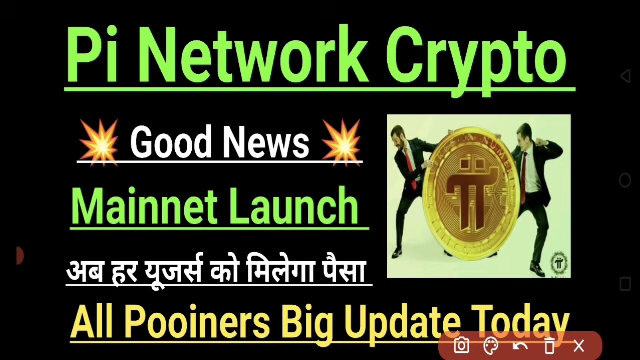 Pi Network Crypto
💥 Good News 💥
Mainnet Launch
अब हर यूजर्स को मिलेगा पैसा
All Pooiners Big Update Today